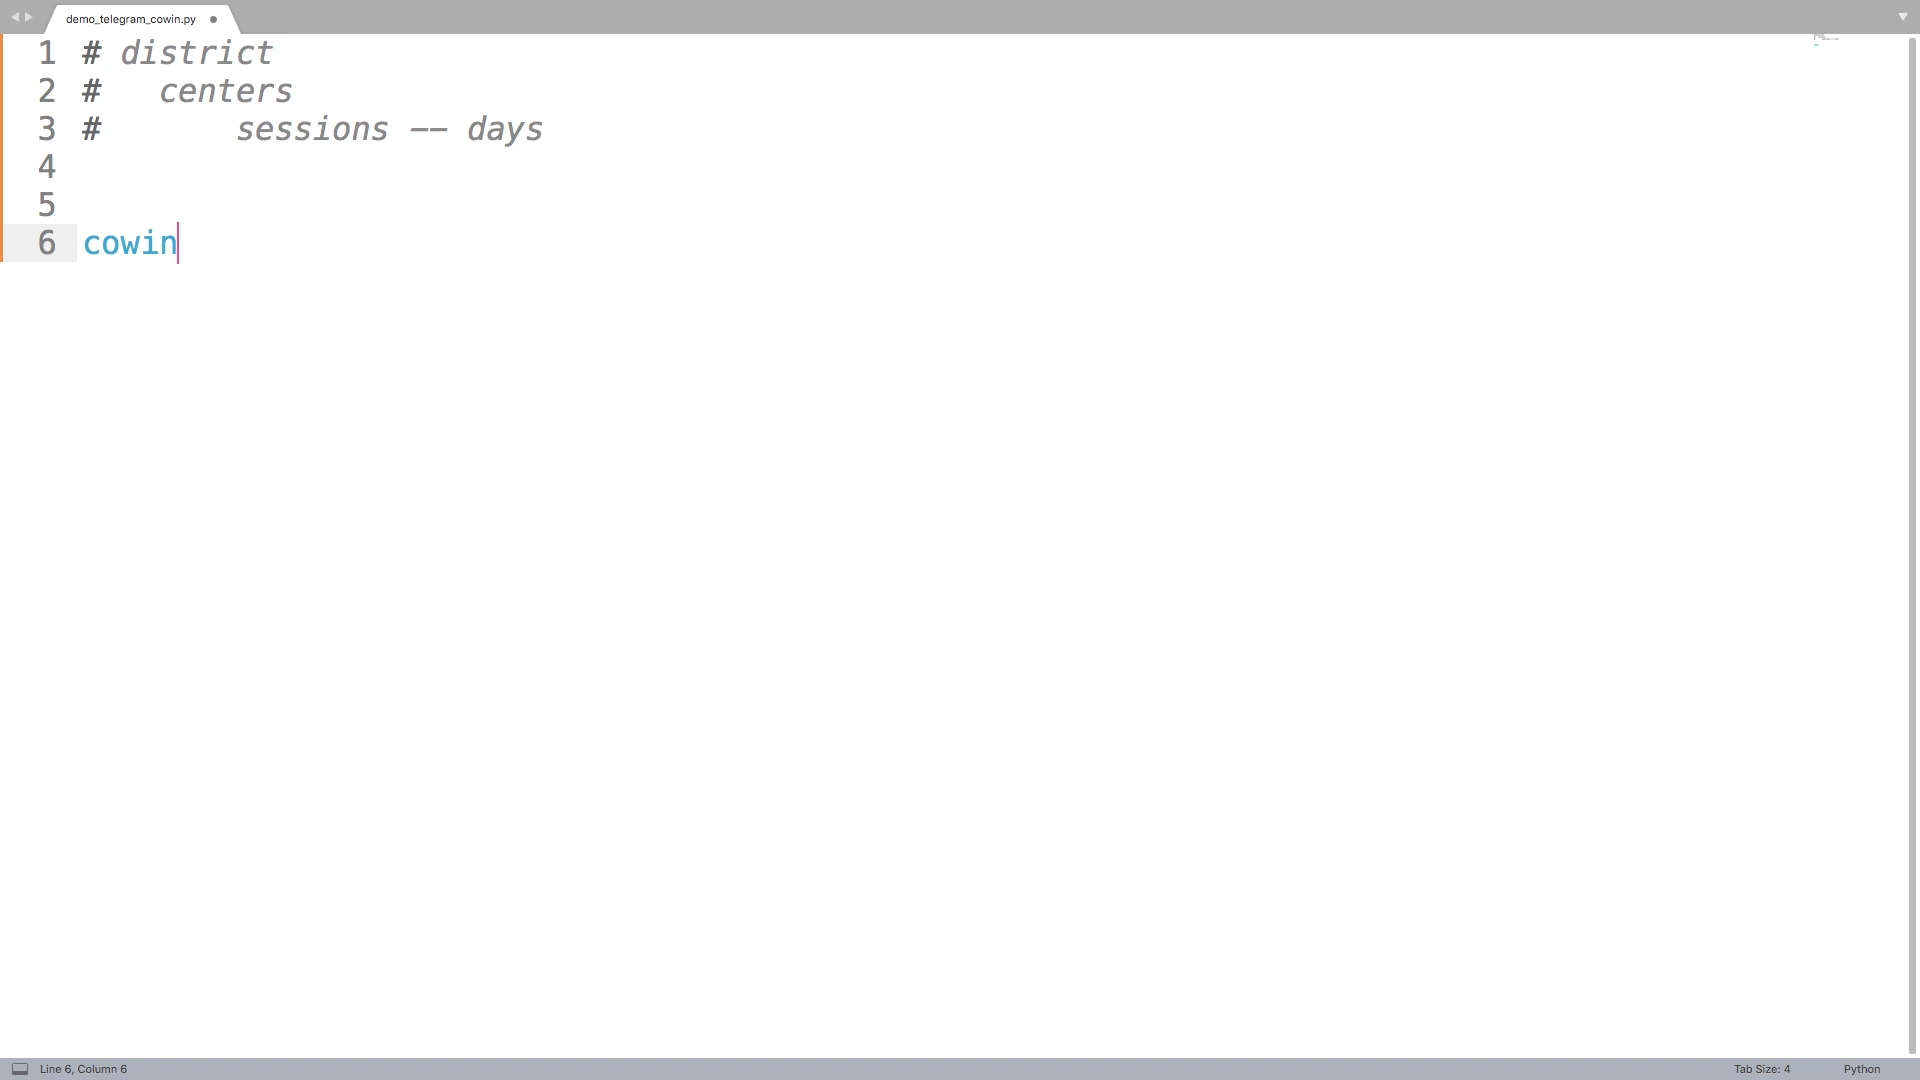 demo_telegram_cowin.py
1 # district
2 #   centers
3 #       sessions -- days
4
5
6 cowin
Line 6, Column 6
Tab Size: 4
Python